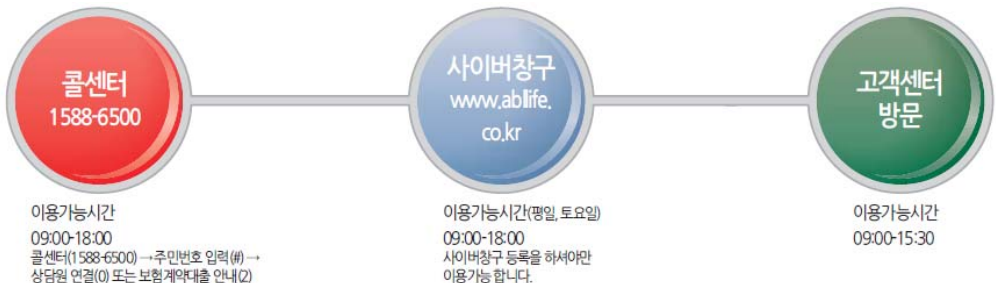 콜센터
1588-6500
이용가능시간
09:00-18:00
콜센터(1588-6500) → 주민번호 입력(#) →
상담원 연결(0) 또는 보험계약대출 안내(2)
사이버창구
www.abllife.
co.kr
이용가능시간(평일, 토요일)
09:00-18:00
사이버창구 등록을 하셔야만
이용가능 합니다.
고객센터
방문
이용가능시간
09:00-15:30